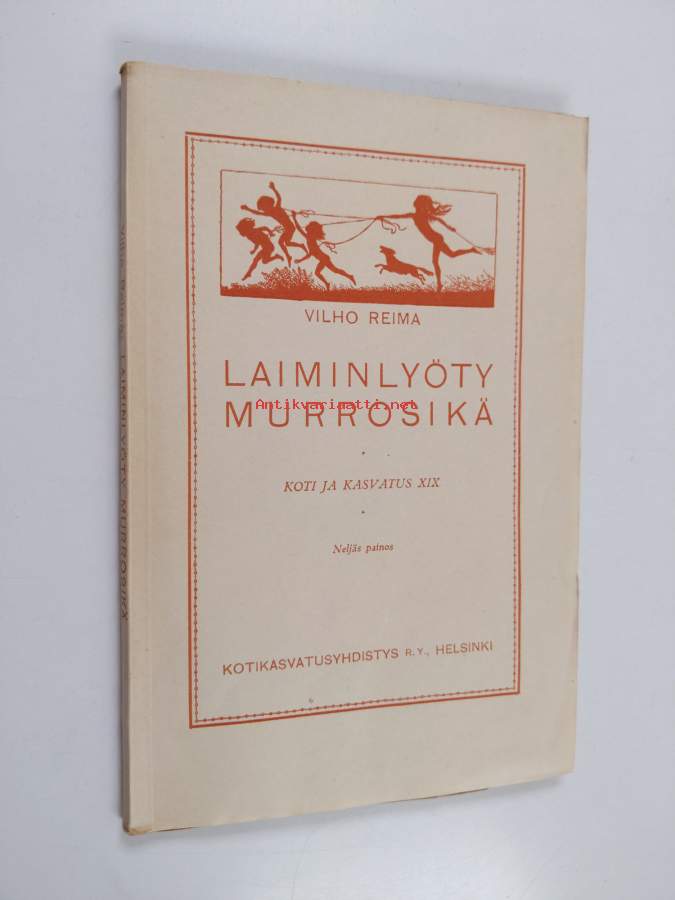 VILHO REIMA
LAIMINLYÖTY
MURROSIKÄ
Antikvariaatti.net
KOTI JA KASVATUS XIX
Neljäs painos
KOTIKASVATUSYHDISTYS R.Y., HELSINKI
Vilho Reima: LAIMINLYÖTY MURROSIKÄ